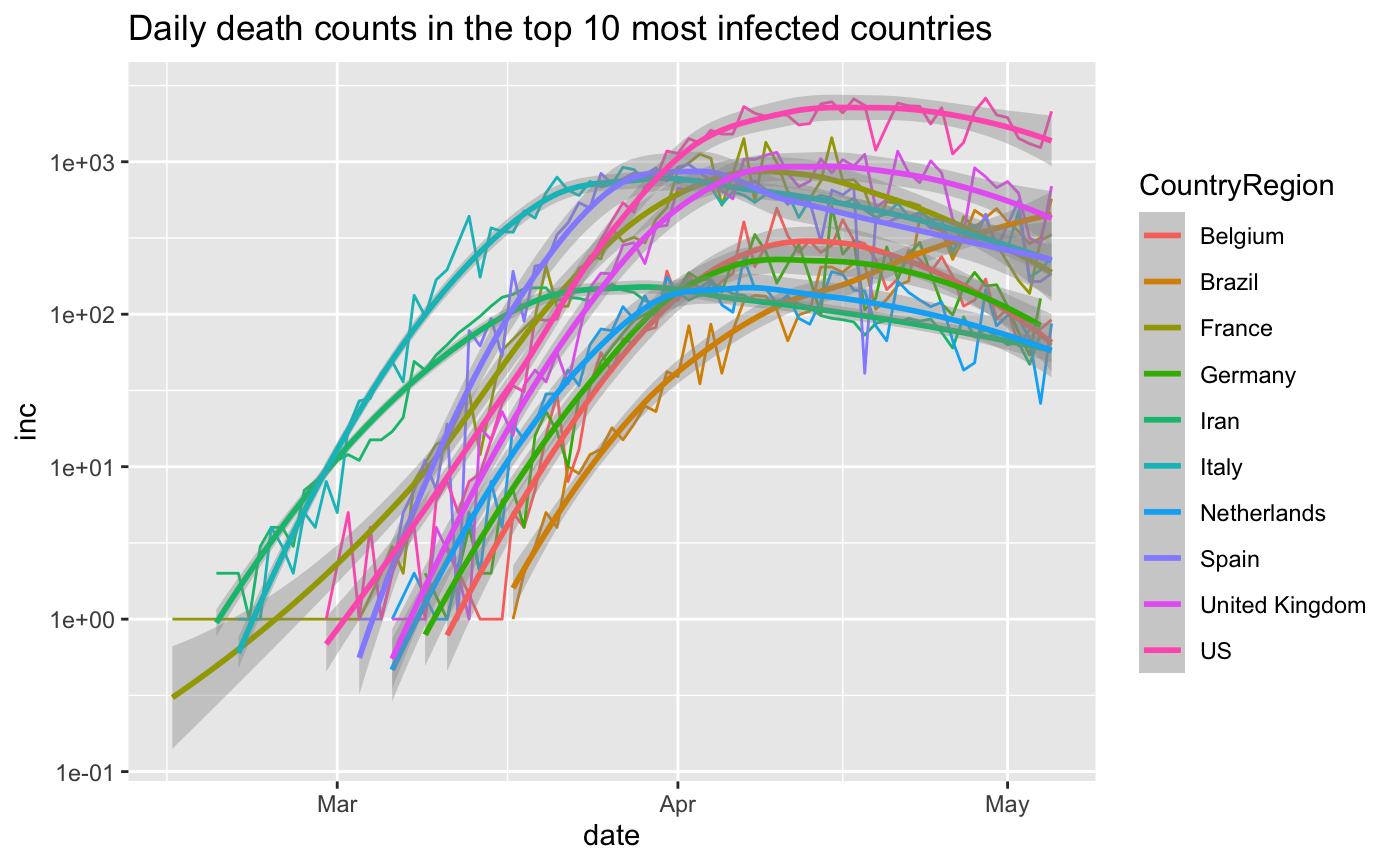 Daily death counts in the top 10 most infected countries
1e+03
1e+02
1e+01
1e+00
1e-01
inc
Mar
Apr
May
date
CountryRegion
Belgium
Brazil
France
Germany
Iran
Italy
Netherlands
Spain
United Kingdom
US